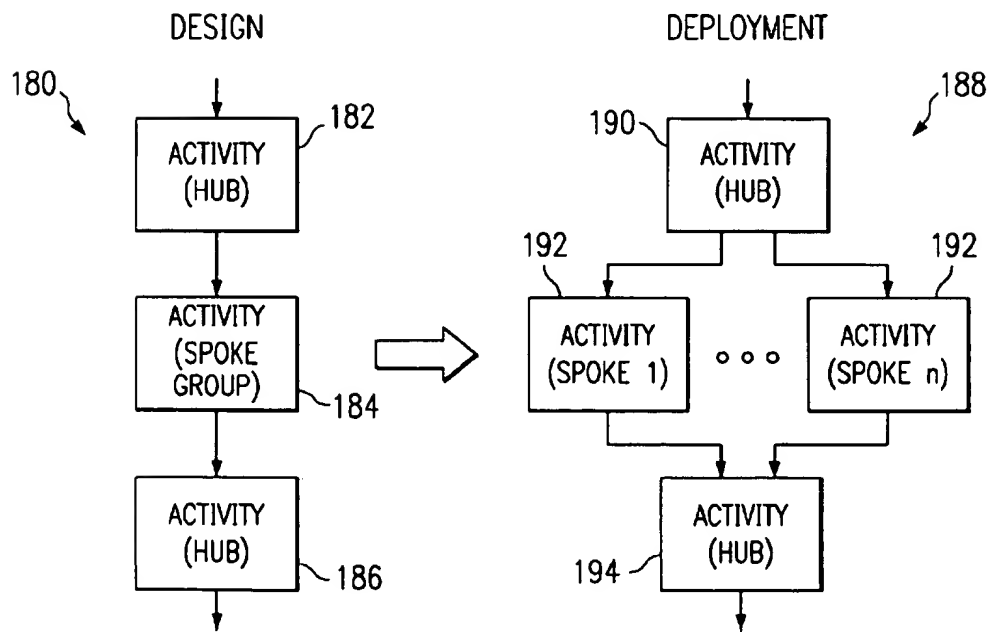 DESIGN
DEPLOYMENT
180
188
182
ACTIVITY
(HUB)
190
ACTIVITY
(HUB)
192
192
ACTIVITY
(SPOKE
GROUP)
184
ACTIVITY
(SPOKE 1)
ACTIVITY
(SPOKE n)
ACTIVITY
(HUB)
186
ACTIVITY
(HUB)
194